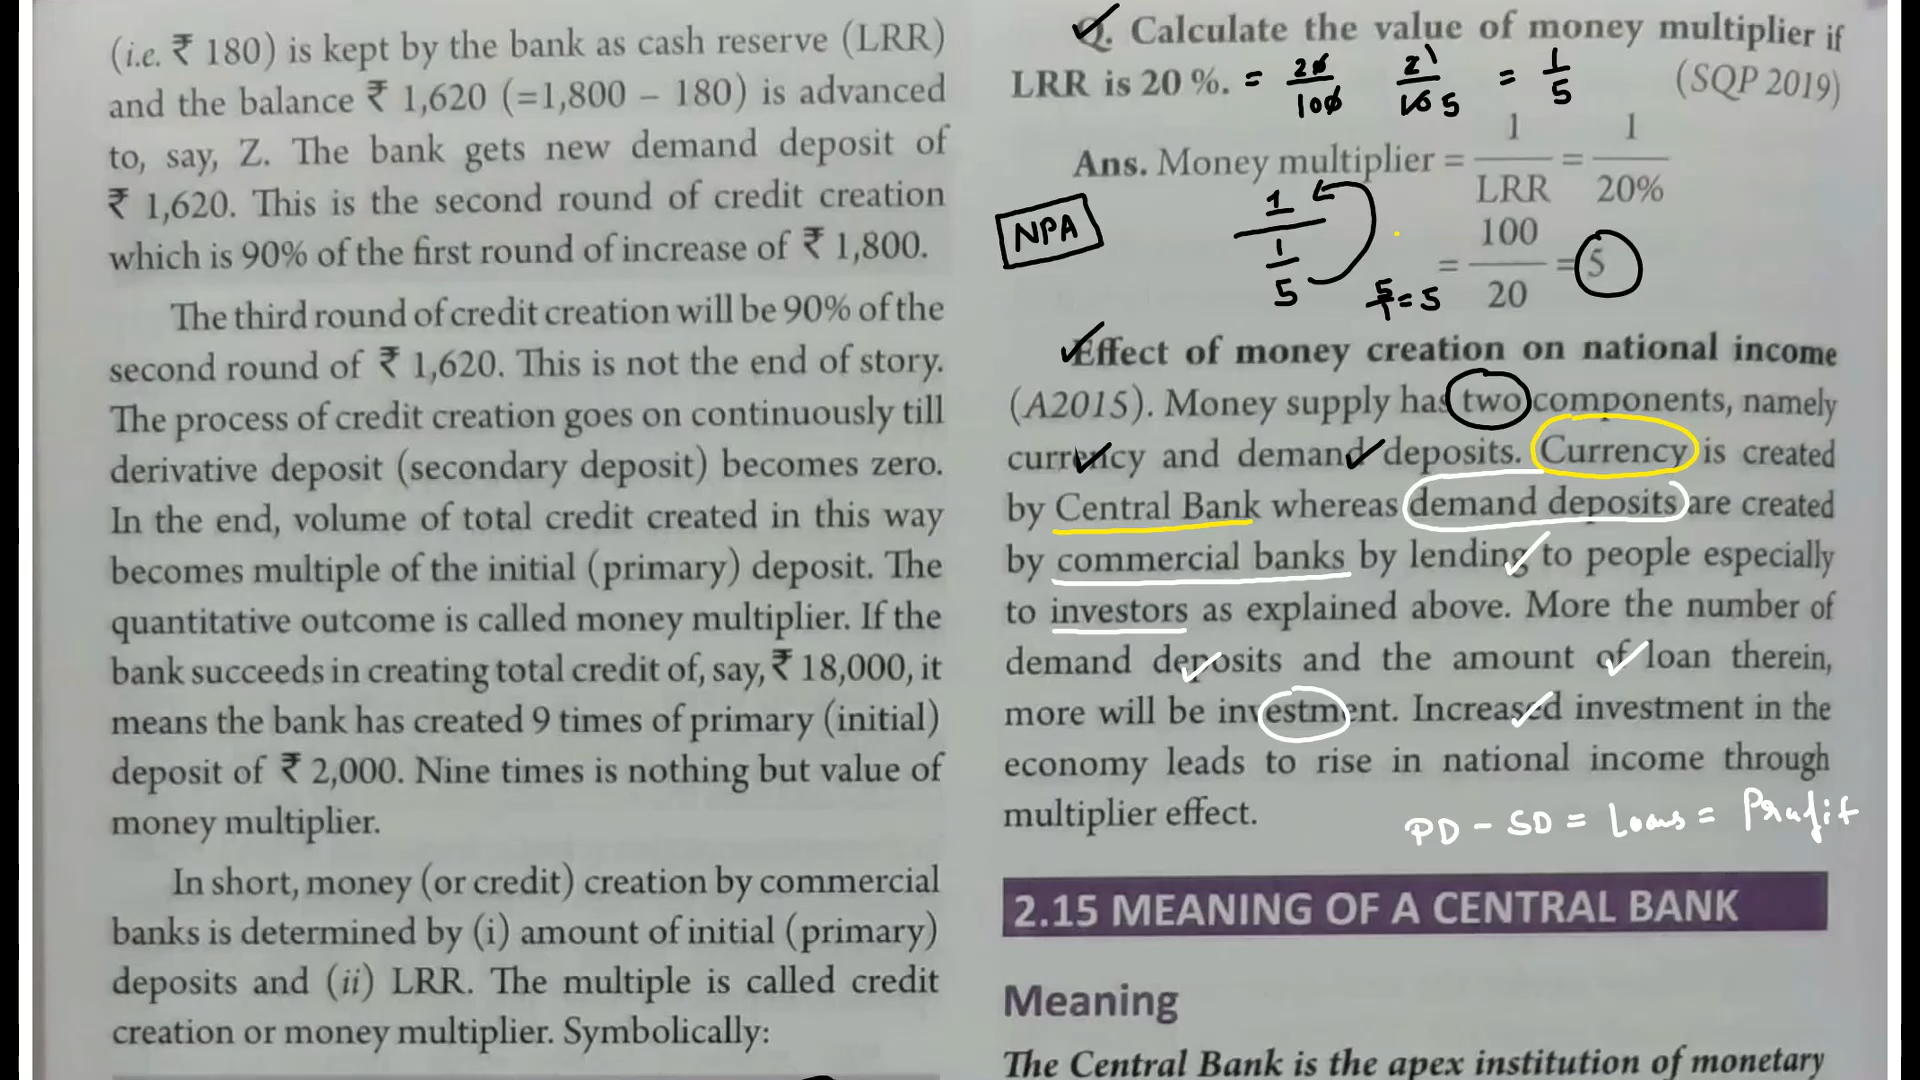 (i.e. ₹ 180) is kept by the bank as cash reserve (LRR)
and the balance ₹ 1,620 (=1,800 – 180) is advanced
to, say, Z. The bank gets new demand deposit of
₹ 1,620. This is the second round of credit creation
which is 90% of the first round of increase of ₹ 1,800.
The third round of credit creation will be 90% of the
second round of ₹ 1,620. This is not the end of story.
The process of credit creation goes on continuously till
derivative deposit (secondary deposit) becomes zero.
In the end, volume of total credit created in this way
becomes multiple of the initial (primary) deposit. The
quantitative outcome is called money multiplier. If the
bank succeeds in creating total credit of, say, ₹ 18,000, it
means the bank has created 9 times of primary (initial)
deposit of ₹ 2,000. Nine times is nothing but value of
money multiplier.
In short, money (or credit) creation by commercial
banks is determined by (i) amount of initial (primary)
deposits and (ii) LRR. The multiple is called credit
creation or money multiplier. Symbolically:
Q. Calculate the value of money multiplier if
LRR is 20 %. = 20/100 2/10 1 5 = 1/5 (SQP 2019)
Ans. Money multiplier = 1/LRR = 1/20%
= 100/20 = 5
NPA
1
1
5
5/1 = 5
Effect of money creation on national income
(A2015). Money supply has two components, namely
currency and demand deposits. Currency is created
by Central Bank whereas demand deposits are created
by commercial banks by lending to people especially
to investors as explained above. More the number of
demand deposits and the amount of loan therein,
more will be investment. Increased investment in the
economy leads to rise in national income through
multiplier effect.
PD - SD = Loans = Profit
2.15 MEANING OF A CENTRAL BANK
Meaning
The Central Bank is the apex institution of monetary